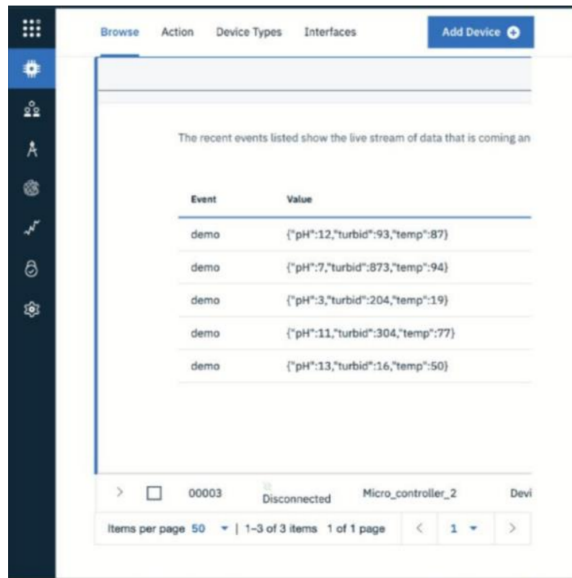 Browse Action Device Types Interfaces Add Device
The recent events listed show the live stream of data that is coming an
Event Value
demo {"pH":12,"turbid":93,"temp":87}
demo {"pH":7,"turbid":873,"temp":94}
demo {"pH":3,"turbid":204,"temp":19}
demo {"pH":11,"turbid":304,"temp":77}
demo {"pH":13,"turbid":16,"temp":50}
00003 Disconnected Micro_controller_2 Devi
Items per page 50 | 1–3 of 3 items 1 of 1 page 1